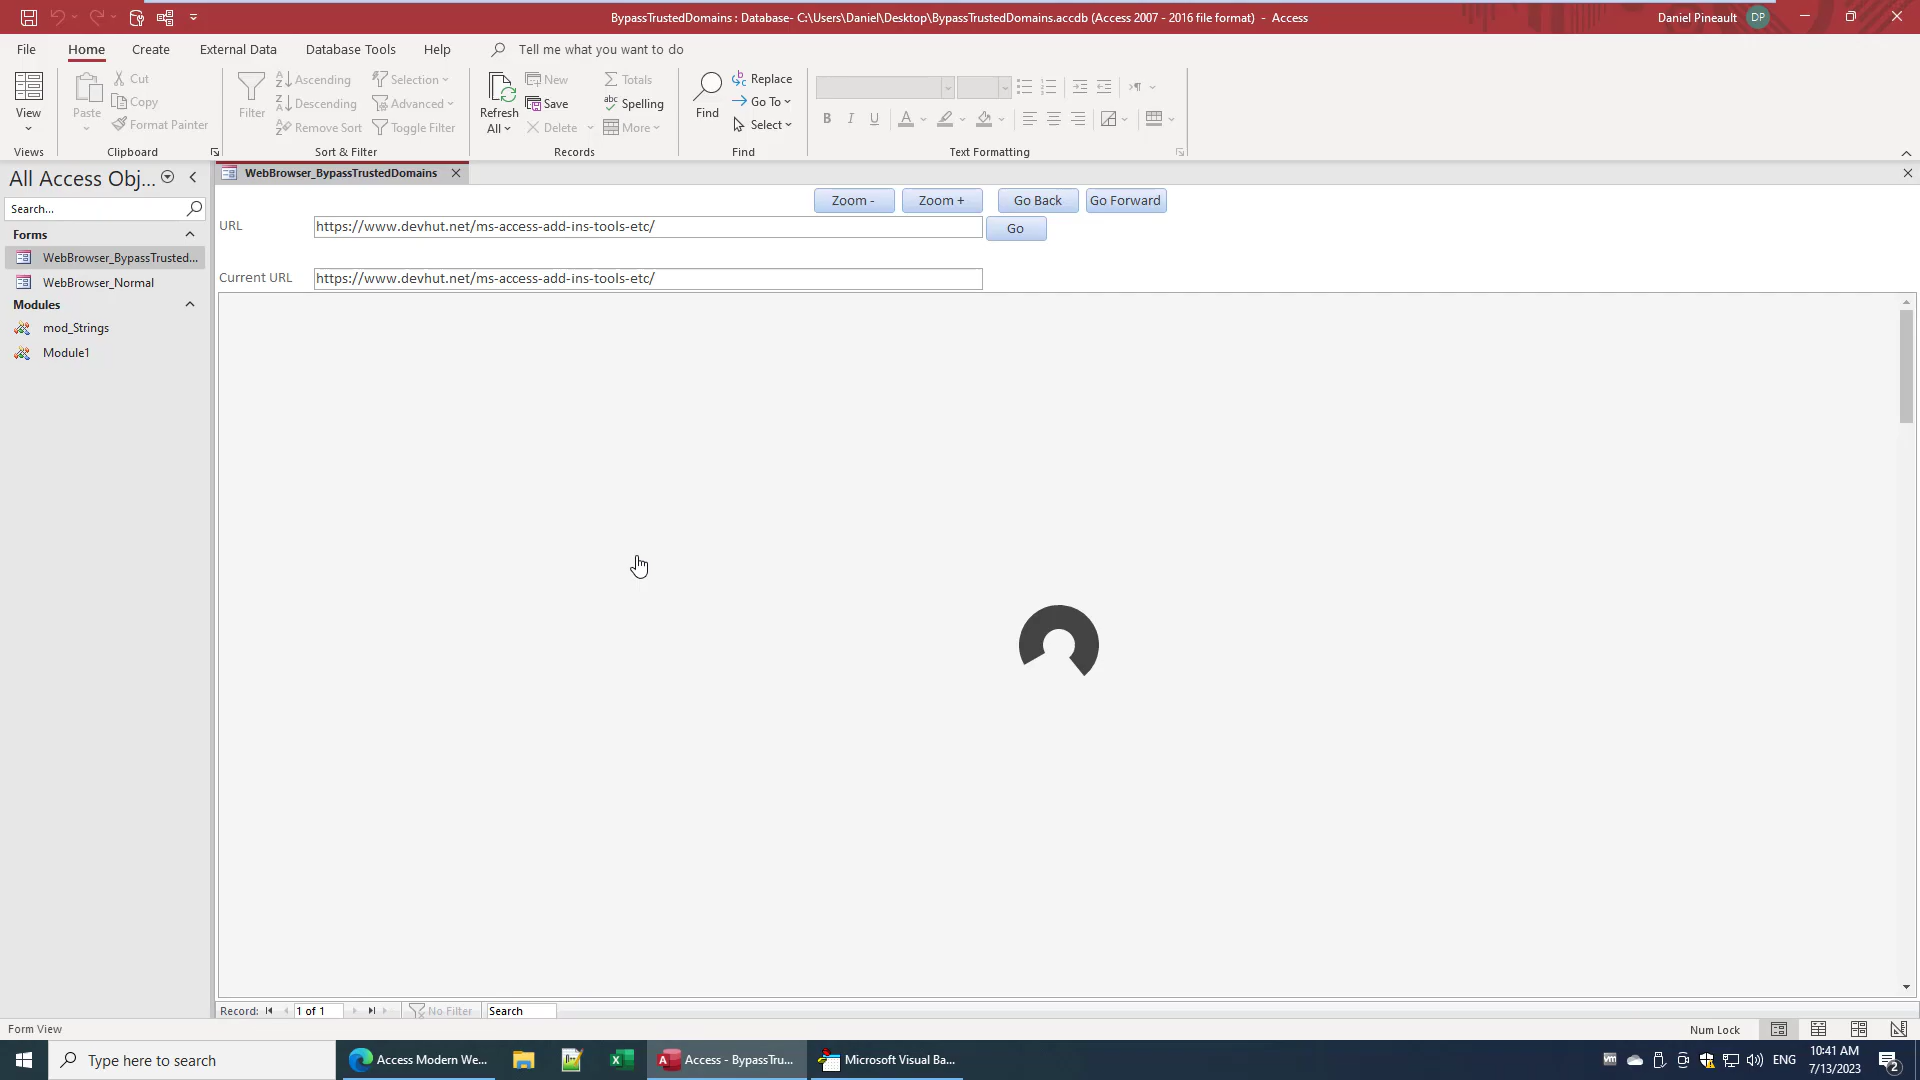 BypassTrustedDomains : Database- C:\Users\Daniel\Desktop\BypassTrustedDomains.accdb (Access 2007 - 2016 file format) - Access
Daniel Pineault DP
File Home Create External Data Database Tools Help Tell me what you want to do
View
Views
Paste
Cut
Copy
Format Painter
Clipboard
Filter
Ascending
Descending
Remove Sort
Selection
Advanced
Toggle Filter
Sort & Filter
Refresh
All
New
Save
Delete
Totals
Spelling
More
Records
Find
Replace
Go To
Select
Find
B I U
Text Formatting
All Access Obj...
Search...
Forms
WebBrowser_BypassTrusted...
WebBrowser_Normal
Modules
mod_Strings
Module1
WebBrowser_BypassTrustedDomains
Zoom - Zoom + Go Back Go Forward
URL https://www.devhut.net/ms-access-add-ins-tools-etc/ Go
Current URL https://www.devhut.net/ms-access-add-ins-tools-etc/
Record: 1 of 1 No Filter Search
Form View Num Lock
Type here to search
Access Modern We...
Access - BypassTru...
Microsoft Visual Ba...
ENG
10:41 AM
7/13/2023
2